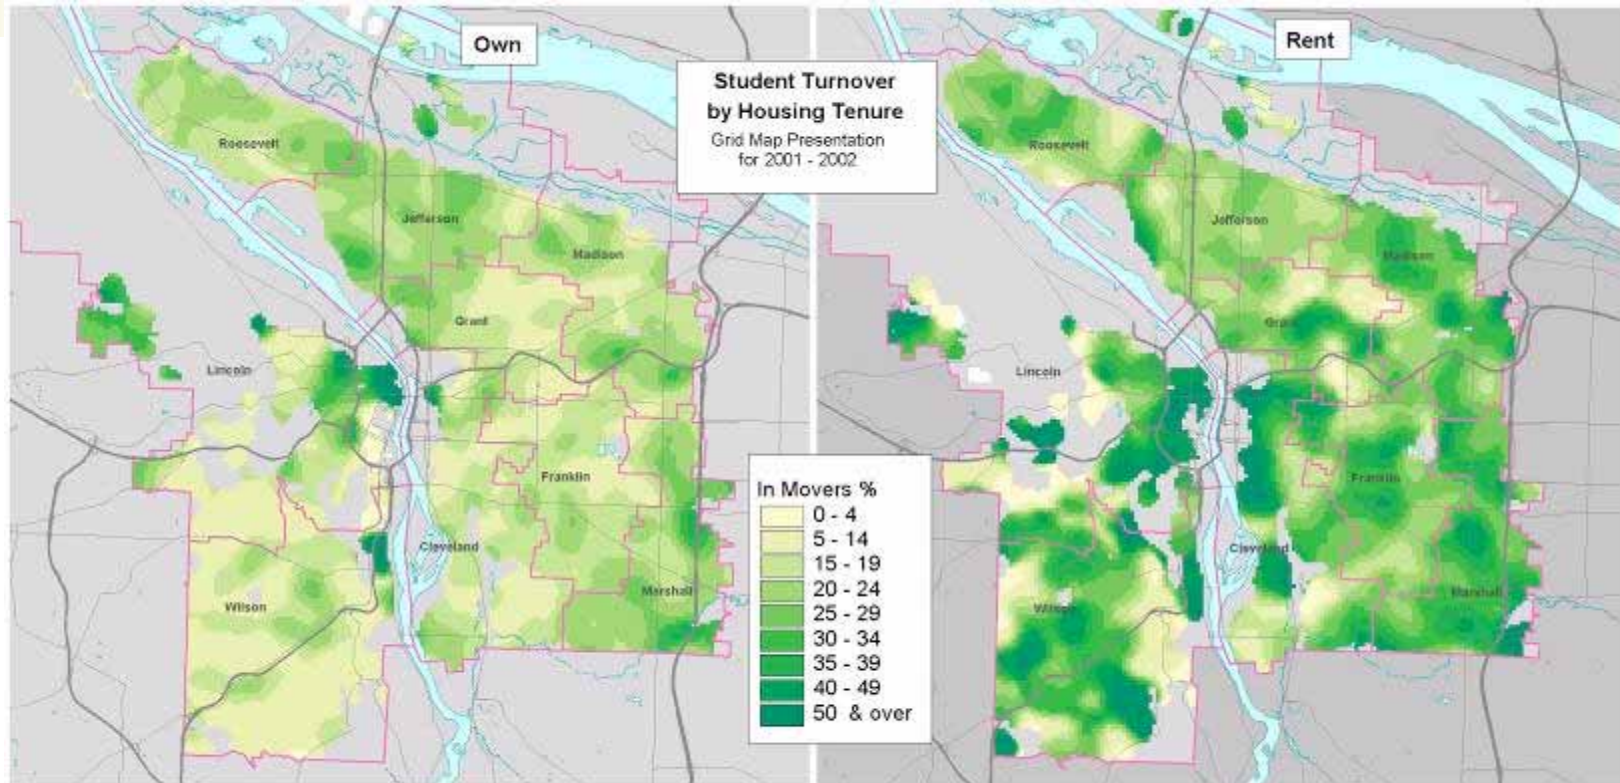 Own
Roosevelt
Jefferson
Madison
Grant
Lincoln
Franklin
Cleveland
Wilson
Marshall
Student Turnover
by Housing Tenure
Grid Map Presentation
for 2001 - 2002
In Movers %
0 - 4
5 - 14
15 - 19
20 - 24
25 - 29
30 - 34
35 - 39
40 - 49
50 & over
Rent
Roosevelt
Jefferson
Madison
Grant
Lincoln
Franklin
Cleveland
Wilson
Marshall